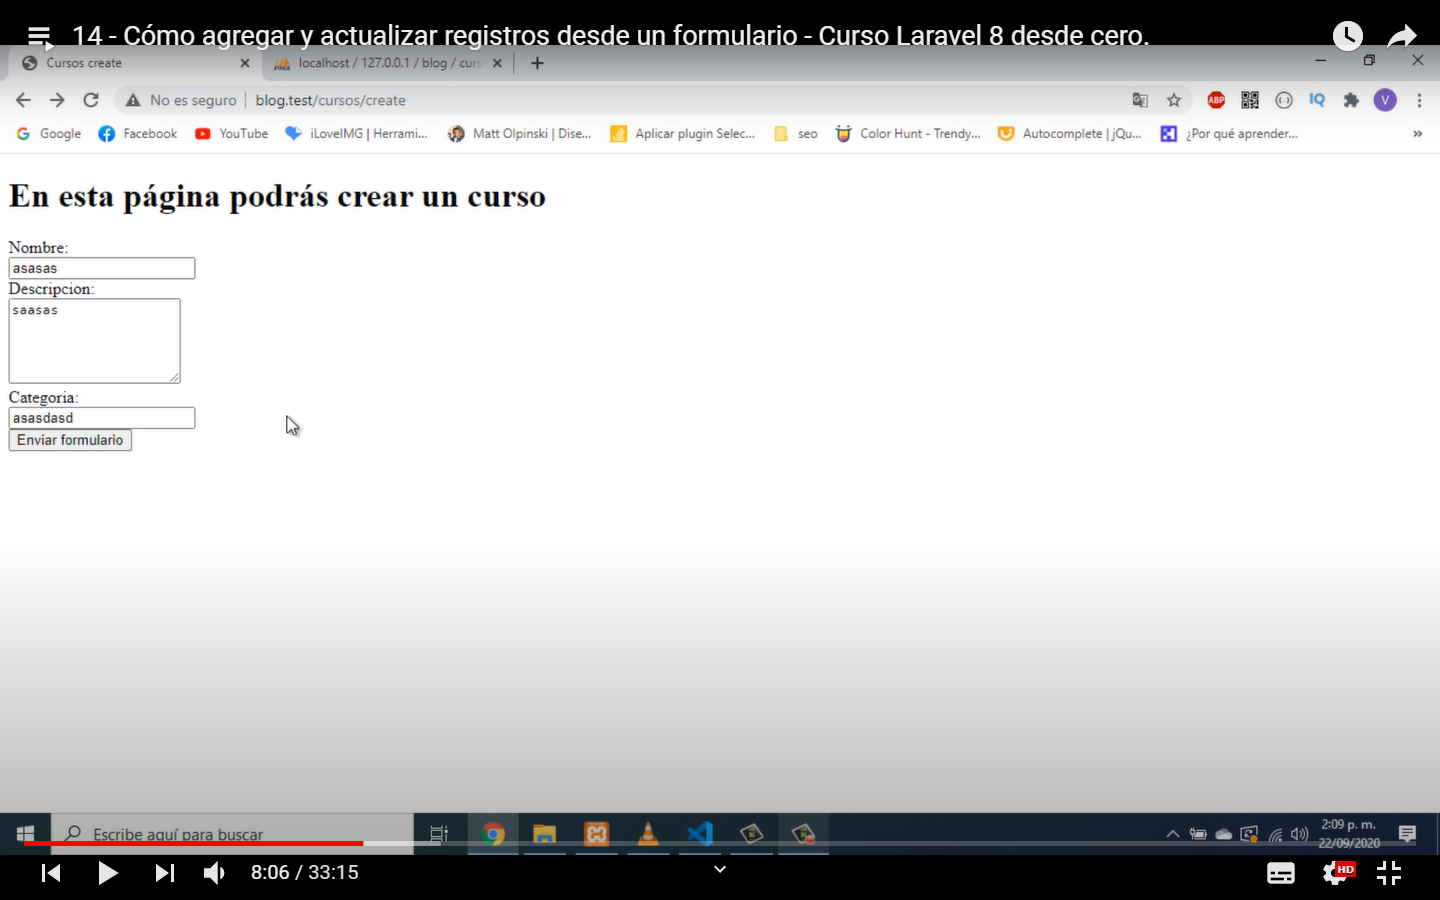 14 - Cómo agregar y actualizar registros desde un formulario - Curso Laravel 8 desde cero.
Cursos create
localhost / 127.0.0.1 / blog / curs
No es seguro
blog.test/cursos/create
ABP
IQ
V
Google
Facebook
YouTube
iLoveIMG | Herrami...
Matt Olpinski | Dise...
Aplicar plugin Selec...
seo
Color Hunt - Trendy...
Autocomplete | jQu...
¿Por qué aprender...
En esta página podrás crear un curso
Nombre:
asasas
Descripcion:
saasas
Categoria:
asasdasd
Enviar formulario
Escribe aquí para buscar
2:09 p. m.
22/09/2020
8:06 / 33:15
HD